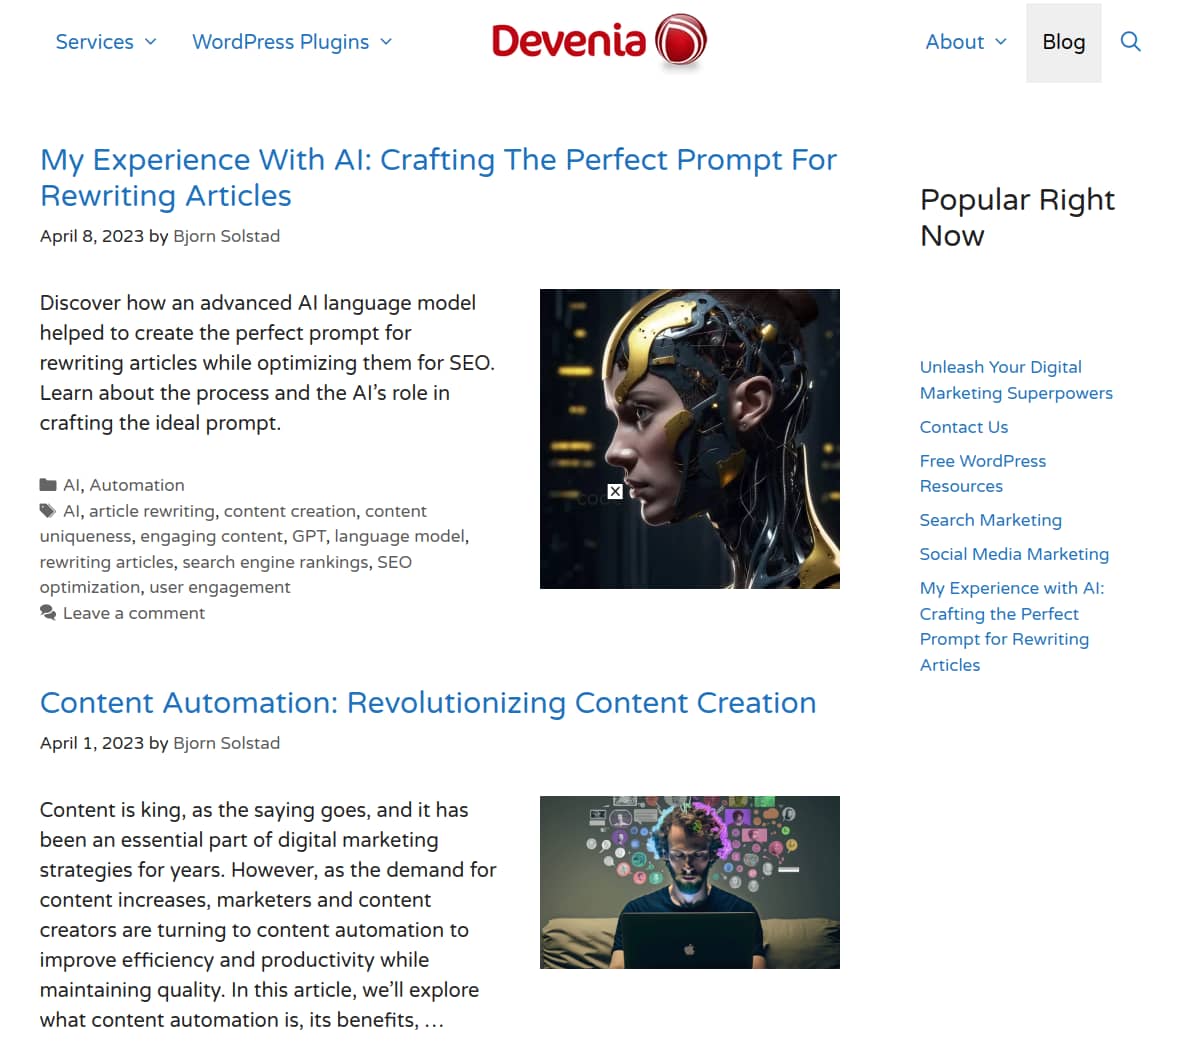 Services
WordPress Plugins
Devenia
About
Blog
My Experience With AI: Crafting The Perfect Prompt For
Rewriting Articles
April 8, 2023 by Bjorn Solstad
Discover how an advanced AI language model
helped to create the perfect prompt for
rewriting articles while optimizing them for SEO.
Learn about the process and the AI’s role in
crafting the ideal prompt.
AI, Automation
AI, article rewriting, content creation, content
uniqueness, engaging content, GPT, language model,
rewriting articles, search engine rankings, SEO
optimization, user engagement
Leave a comment
Content Automation: Revolutionizing Content Creation
April 1, 2023 by Bjorn Solstad
Content is king, as the saying goes, and it has
been an essential part of digital marketing
strategies for years. However, as the demand for
content increases, marketers and content
creators are turning to content automation to
improve efficiency and productivity while
maintaining quality. In this article, we’ll explore
what content automation is, its benefits, …
Popular Right
Now
Unleash Your Digital
Marketing Superpowers
Contact Us
Free WordPress
Resources
Search Marketing
Social Media Marketing
My Experience with AI:
Crafting the Perfect
Prompt for Rewriting
Articles